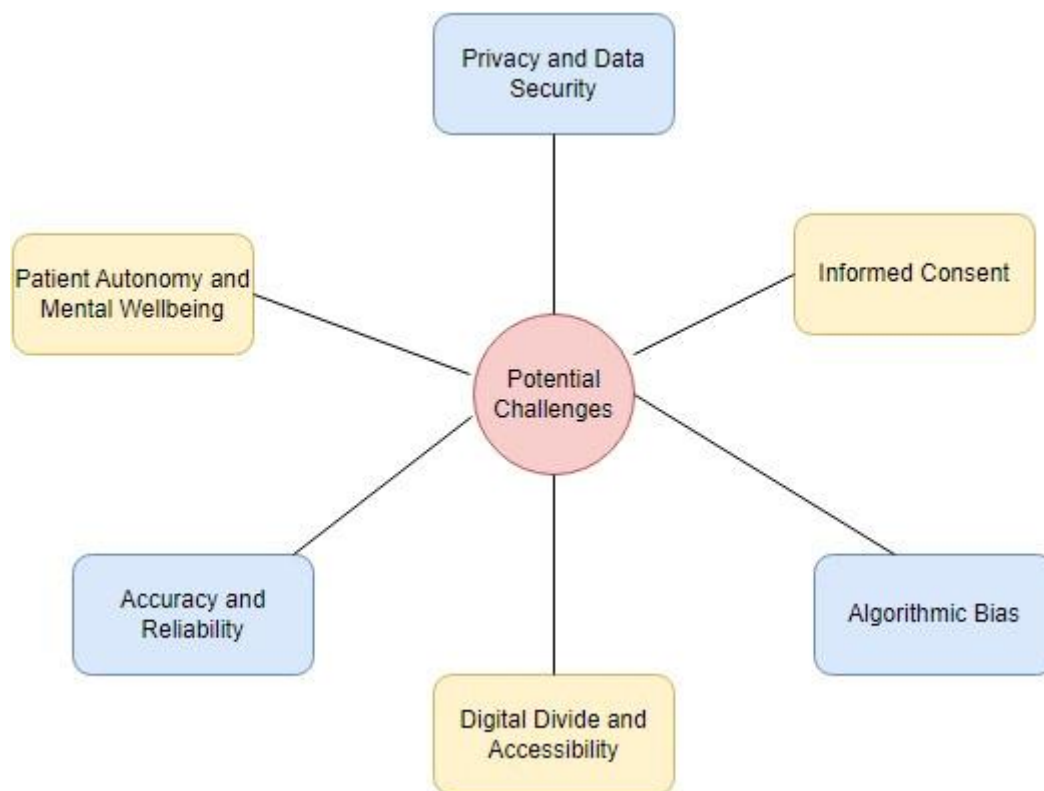 Privacy and Data
Security
Patient Autonomy and
Mental Wellbeing
Informed Consent
Potential
Challenges
Accuracy and
Reliability
Algorithmic Bias
Digital Divide and
Accessibility